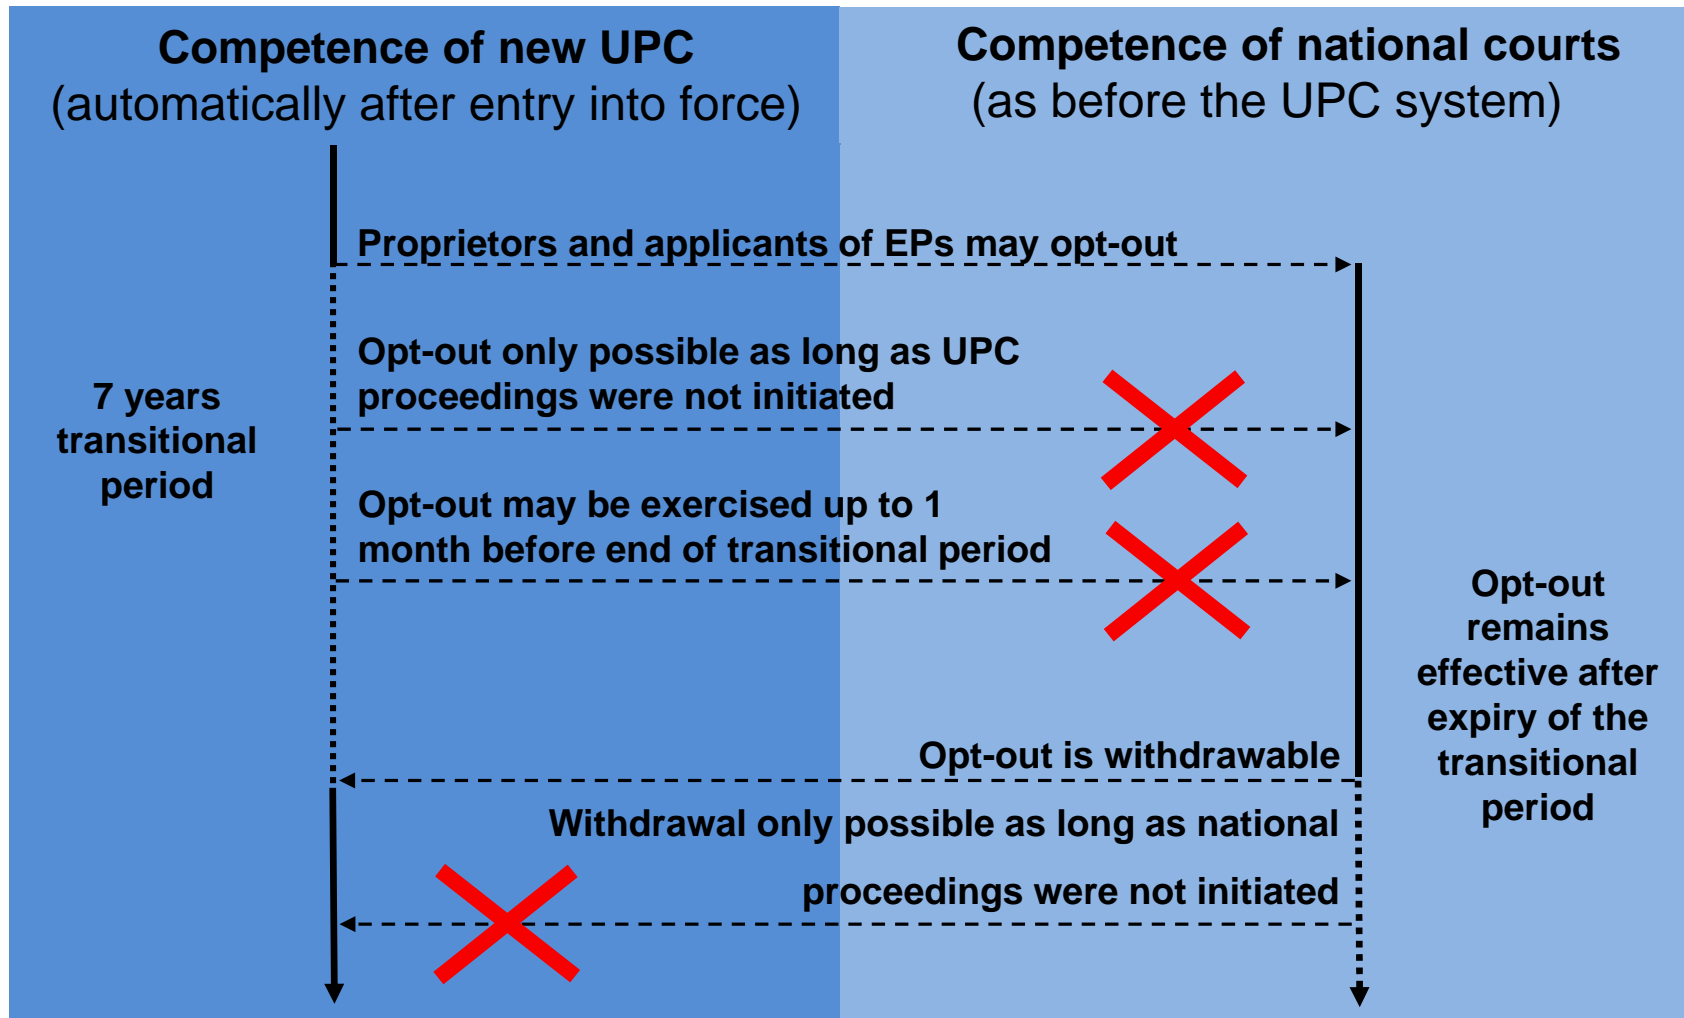 Competence of new UPC
(automatically after entry into force)
Competence of national courts
(as before the UPC system)
Proprietors and applicants of EPs may opt-out
Opt-out only possible as long as UPC
proceedings were not initiated
7 years
transitional
period
Opt-out may be exercised up to 1
month before end of transitional period
Opt-out
remains
effective after
expiry of the
transitional
period
Opt-out is withdrawable
Withdrawal only possible as long as national
proceedings were not initiated